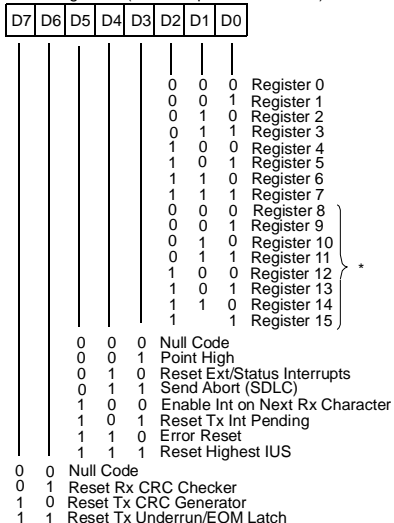 D7 D6 D5 D4 D3 D2 D1 D0
0 0 0 Register 0
0 0 1 Register 1
0 1 0 Register 2
0 1 1 Register 3
1 0 0 Register 4
1 0 1 Register 5
1 1 0 Register 6
1 1 1 Register 7
0 0 0 Register 8
0 0 1 Register 9
0 1 0 Register 10
0 1 1 Register 11
1 0 0 Register 12 *
1 0 1 Register 13
1 1 0 Register 14
1 1 Register 15
0 0 0 Null Code
0 0 1 Point High
0 1 0 Reset Ext/Status Interrupts
0 1 1 Send Abort (SDLC)
1 0 0 Enable Int on Next Rx Character
1 0 1 Reset Tx Int Pending
1 1 0 Error Reset
1 1 1 Reset Highest IUS
0 0 Null Code
0 1 Reset Rx CRC Checker
1 0 Reset Tx CRC Generator
1 1 Reset Tx Underrun/EOM Latch